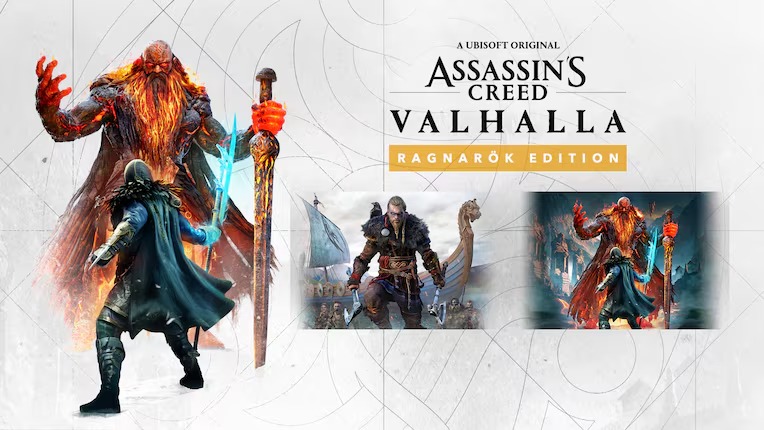 A UBISOFT ORIGINAL
ASSASSIN'S
CREED
VALHALLA
RAGNARÖK EDITION